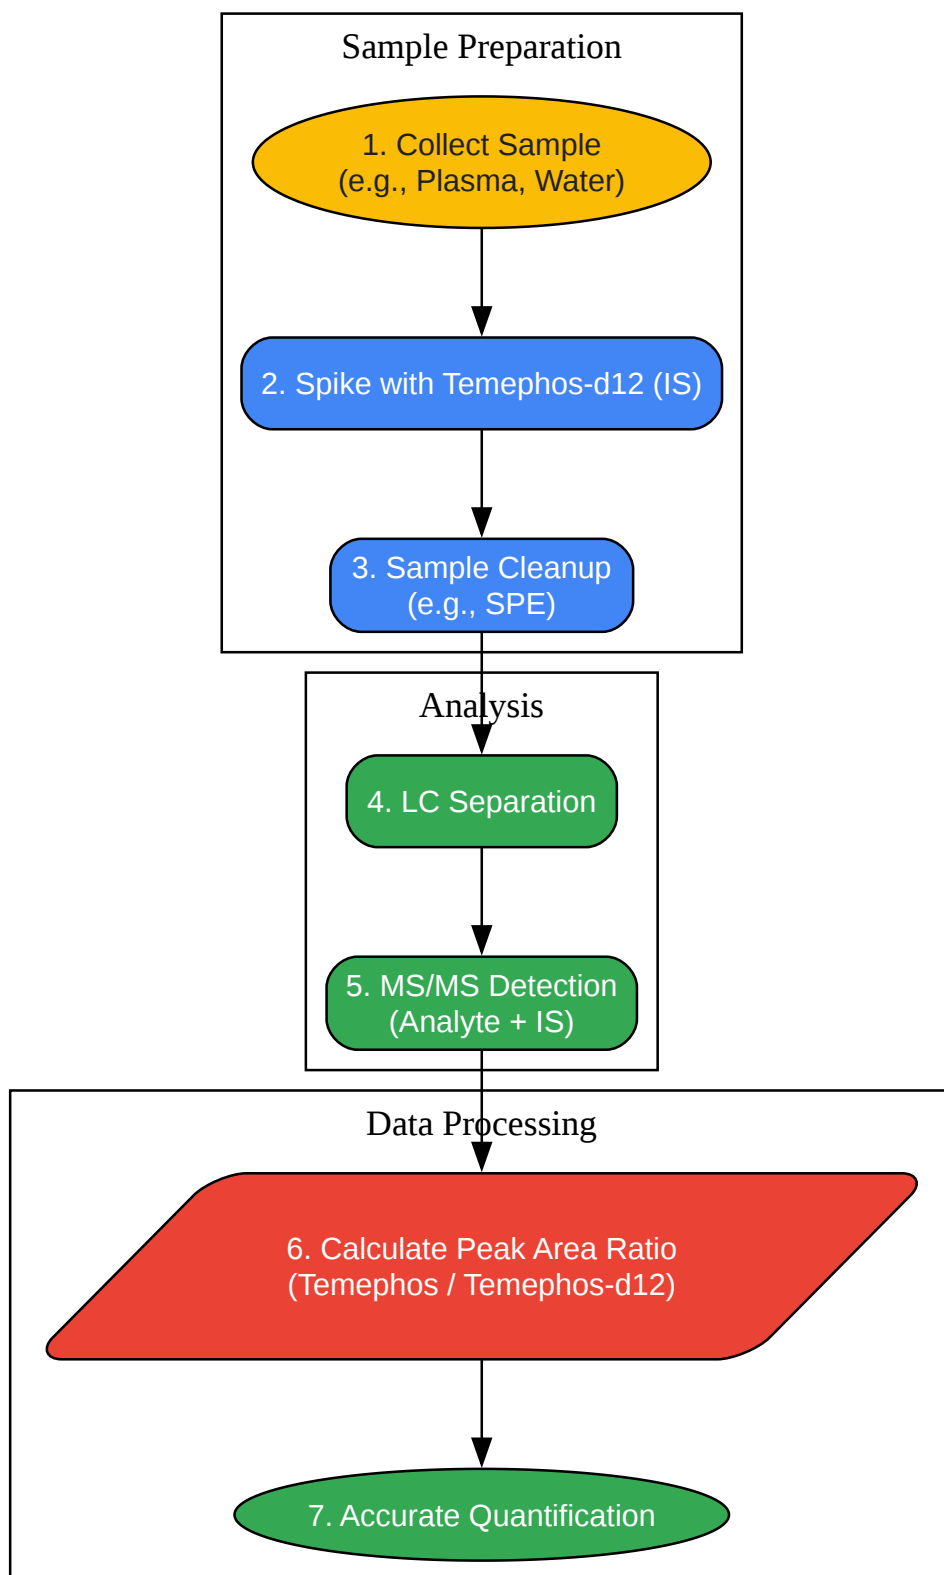 Sample Preparation
1. Collect Sample
(e.g., Plasma, Water)
2. Spike with Temephos-d12 (IS)
3. Sample Cleanup
(e.g., SPE)
Analysis
4. LC Separation
5. MS/MS Detection
(Analyte + IS)
Data Processing
6. Calculate Peak Area Ratio
(Temephos / Temephos-d12)
7. Accurate Quantification